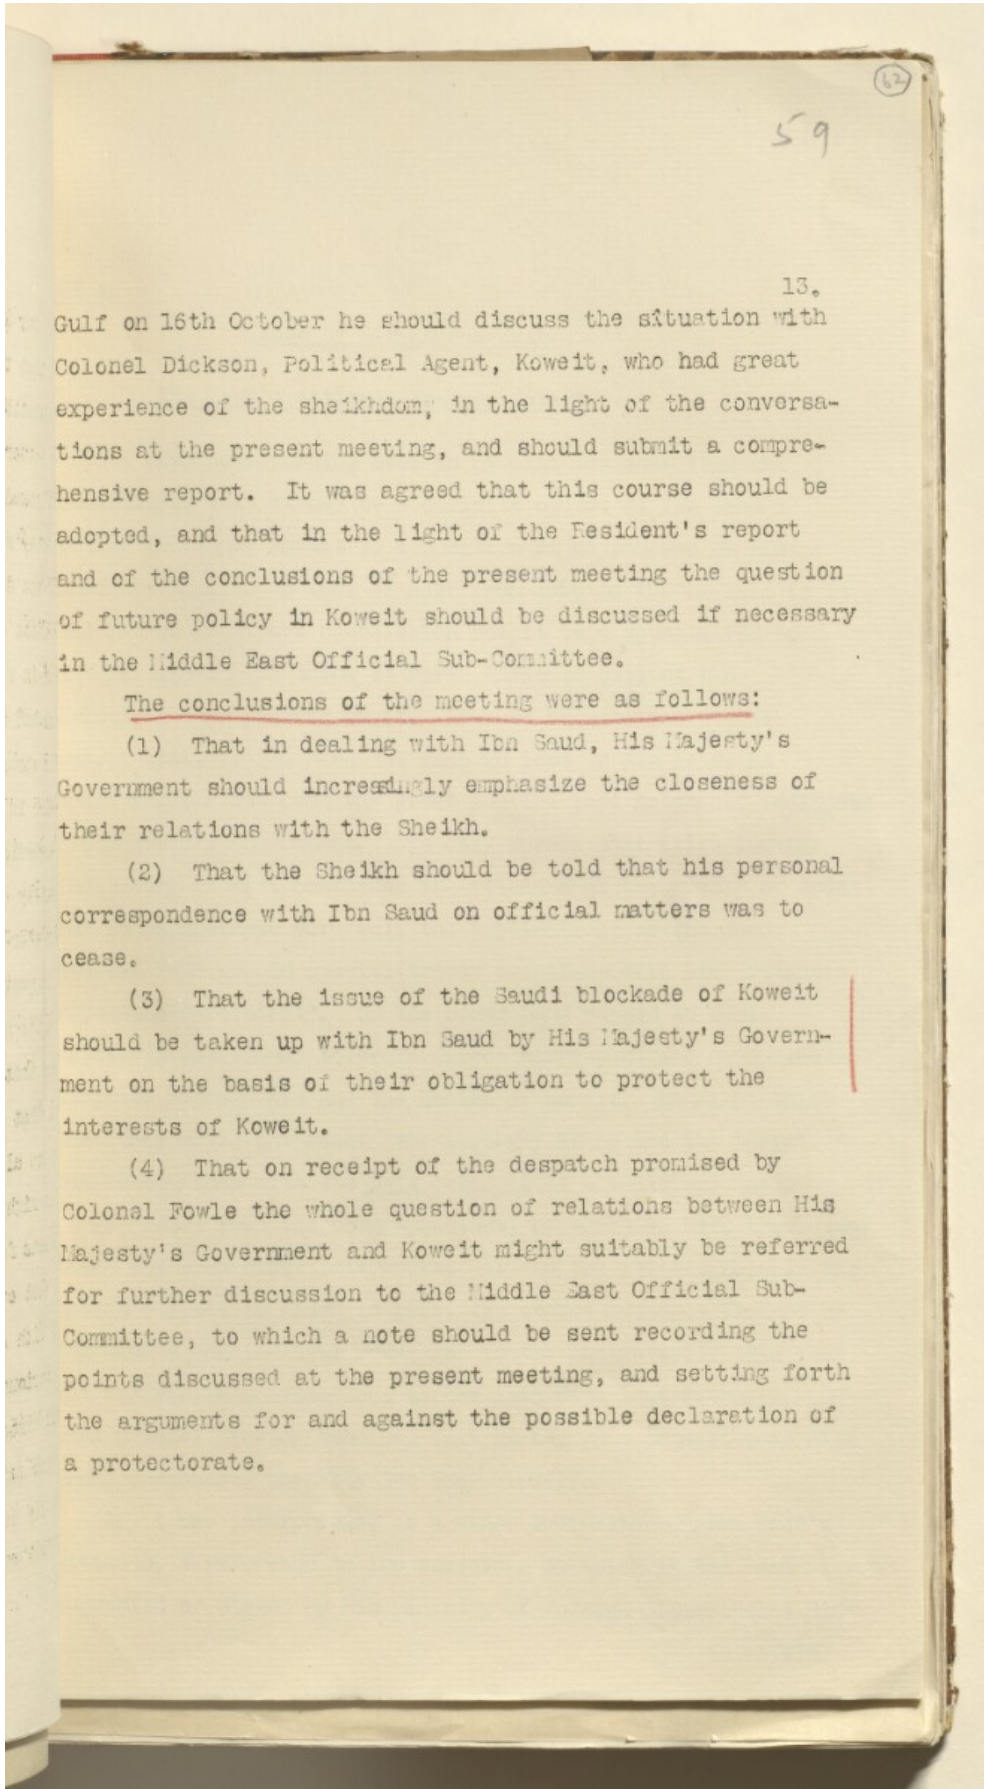 62
59
13.
Gulf on 16th October he should discuss the situation with
Colonel Dickson, Political Agent, Koweit, who had great
experience of the sheikhdom, in the light of the conversa-
tions at the present meeting, and should submit a compre-
hensive report. It was agreed that this course should be
adopted, and that in the light of the Resident's report
and of the conclusions of the present meeting the question
of future policy in Koweit should be discussed if necessary
in the Middle East Official Sub-Committee.
The conclusions of the meeting were as follows:
(1) That in dealing with Ibn Saud, His Majesty's
Government should increasingly emphasize the closeness of
their relations with the Sheikh.
(2) That the Sheikh should be told that his personal
correspondence with Ibn Saud on official matters was to
cease.
(3) That the issue of the Saudi blockade of Koweit
should be taken up with Ibn Saud by His Majesty's Govern-
ment on the basis of their obligation to protect the
interests of Koweit.
(4) That on receipt of the despatch promised by
Colonel Fowle the whole question of relations between His
Majesty's Government and Koweit might suitably be referred
for further discussion to the Middle East Official Sub-
Committee, to which a note should be sent recording the
points discussed at the present meeting, and setting forth
the arguments for and against the possible declaration of
a protectorate.